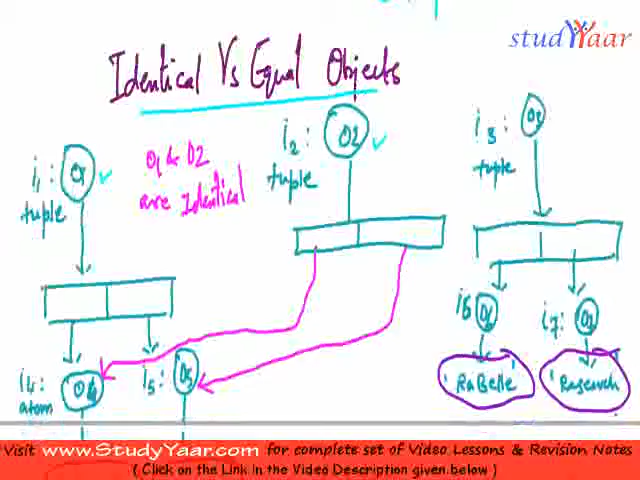 studYYaar
Identical Vs Equal Objects
i1: O1
tuple
O1 & O2
are Identical
i2: O2
tuple
i3: O3
tuple
i4: O4
atom
i5: O5
i6 O6
i7: O7
'RaBelle'
'Research'
Visit www.StudyYaar.com for complete set of Video Lessons & Revision Notes
( Click on the Link in the Video Description given below )